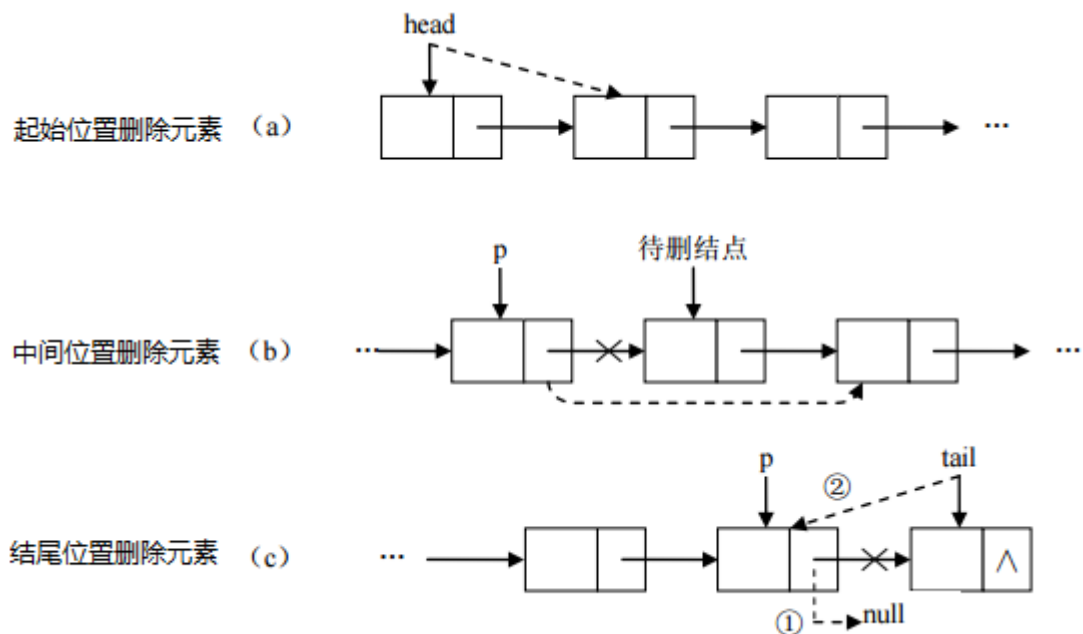 head
起始位置删除元素 （a） ...
p 待删结点
中间位置删除元素 （b） ... ...
p ② tail
结尾位置删除元素 （c） ... ∧
① null